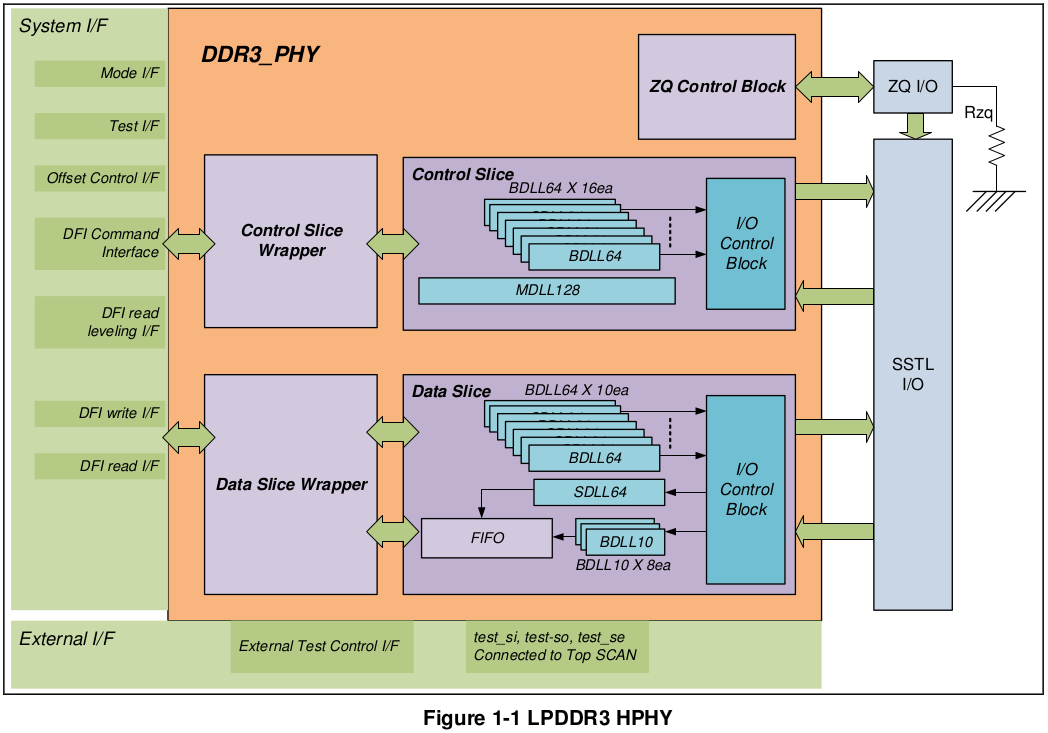 System I/F
DDR3_PHY
Mode I/F
Test I/F
Offset Control I/F
DFI Command
Interface
DFI read
leveling I/F
DFI write I/F
DFI read I/F
ZQ Control Block
ZQ I/O
Rzq
Control Slice
Wrapper
Control Slice
BDLL64 X 16ea
BDLL64
MDLL128
I/O
Control
Block
SSTL
I/O
Data Slice Wrapper
Data Slice
BDLL64 X 10ea
BDLL64
SDLL64
FIFO
BDLL10
BDLL10 X 8ea
I/O
Control
Block
External I/F
External Test Control I/F
test_si, test-so, test_se
Connected to Top SCAN
Figure 1-1 LPDDR3 HPHY